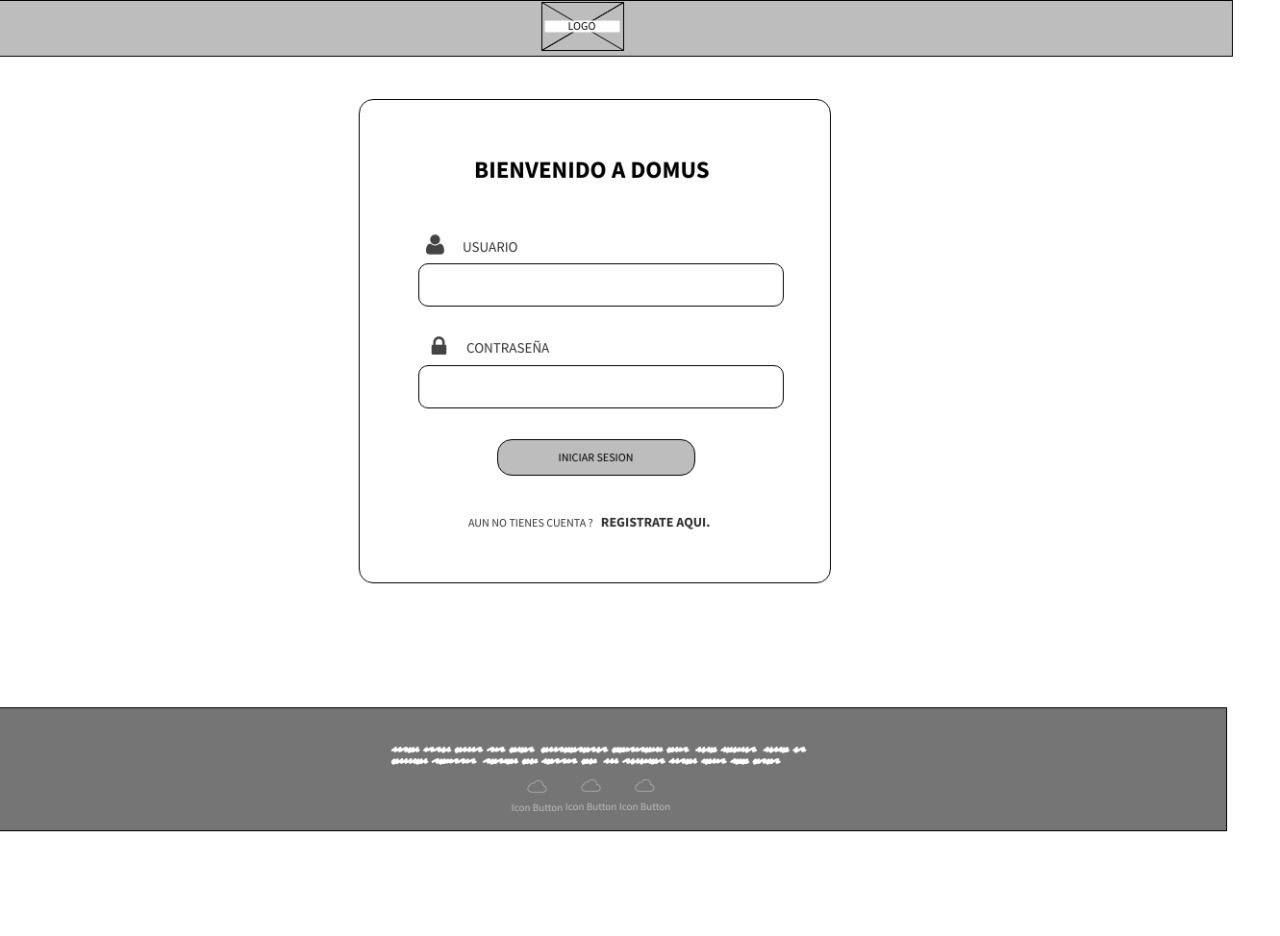 LOGO
BIENVENIDO A DOMUS
USUARIO
CONTRASEÑA
INICIAR SESION
AUN NO TIENES CUENTA ? REGISTRATE AQUI.
Icon Button Icon Button Icon Button